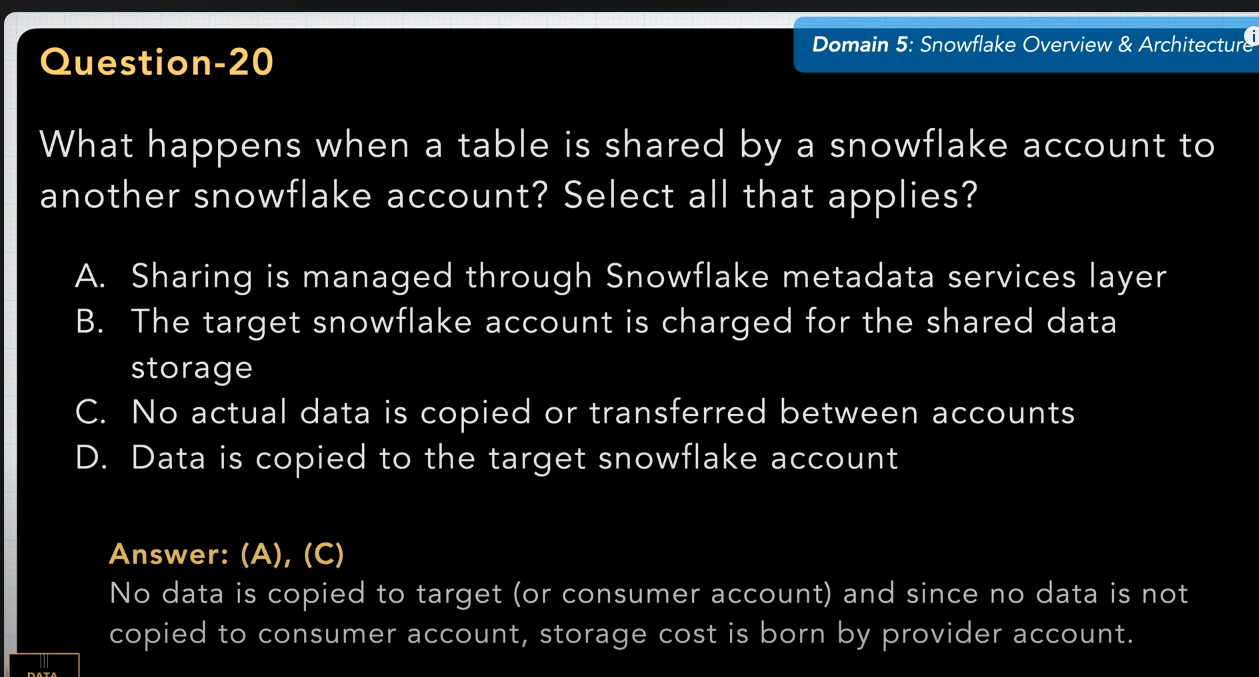 Domain 5: Snowflake Overview & Architecture
Question-20
What happens when a table is shared by a snowflake account to
another snowflake account? Select all that applies?
A. Sharing is managed through Snowflake metadata services layer
B. The target snowflake account is charged for the shared data
storage
C. No actual data is copied or transferred between accounts
D. Data is copied to the target snowflake account
Answer: (A), (C)
No data is copied to target (or consumer account) and since no data is not
copied to consumer account, storage cost is born by provider account.
DATA